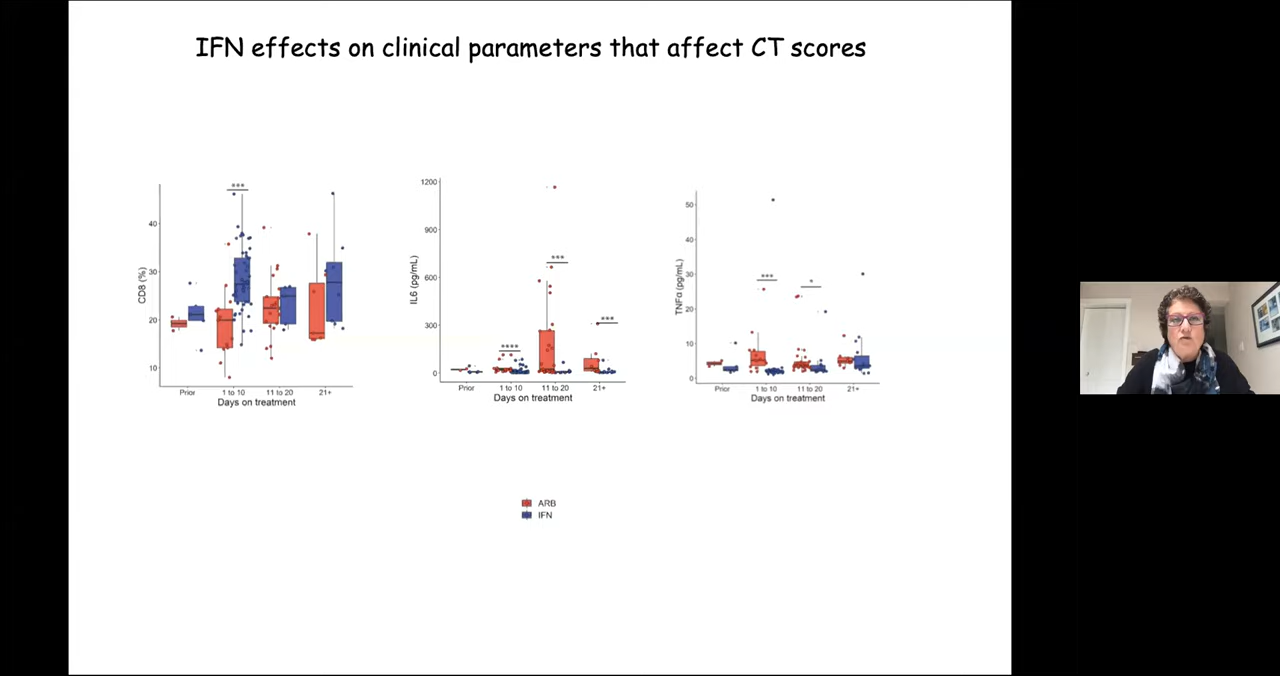 IFN effects on clinical parameters that affect CT scores
CD8 (%)
40
30
20
10
***
Prior
1 to 10
11 to 20
21+
Days on treatment
IL6 (pg/mL)
1200
900
600
300
0
****
***
***
Prior
1 to 10
11 to 20
21+
Days on treatment
TNFα (pg/mL)
50
40
30
20
10
0
***
*
Prior
1 to 10
11 to 20
21+
Days on treatment
ARB
IFN